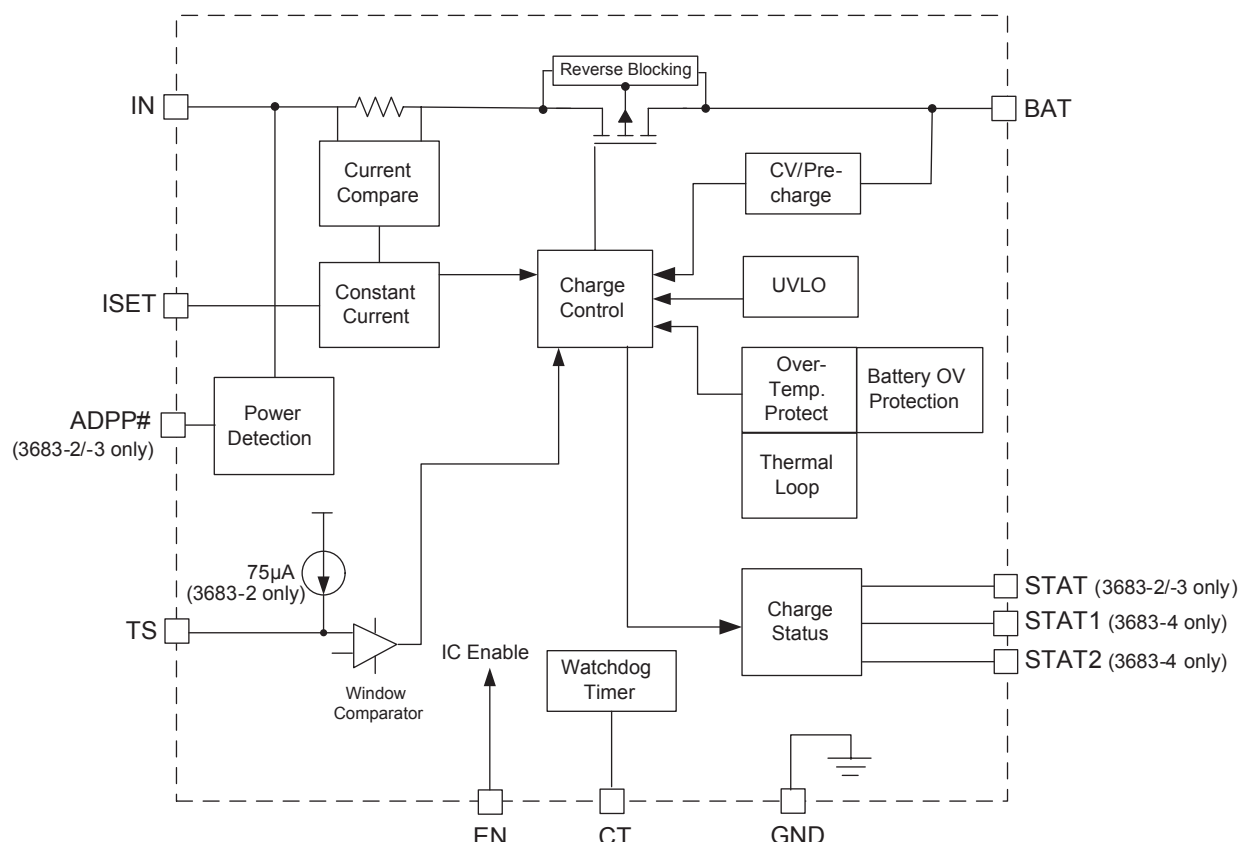 Reverse Blocking
IN
BAT
Current
Compare
CV/Pre-
charge
ISET
Constant
Current
Charge
Control
UVLO
ADPP#
(3683-2/-3 only)
Power
Detection
Over-
Temp.
Protect
Battery OV
Protection
Thermal
Loop
75µA
(3683-2 only)
TS
Window
Comparator
IC Enable
Watchdog
Timer
Charge
Status
STAT (3683-2/-3 only)
STAT1 (3683-4 only)
STAT2 (3683-4 only)
EN
CT
GND